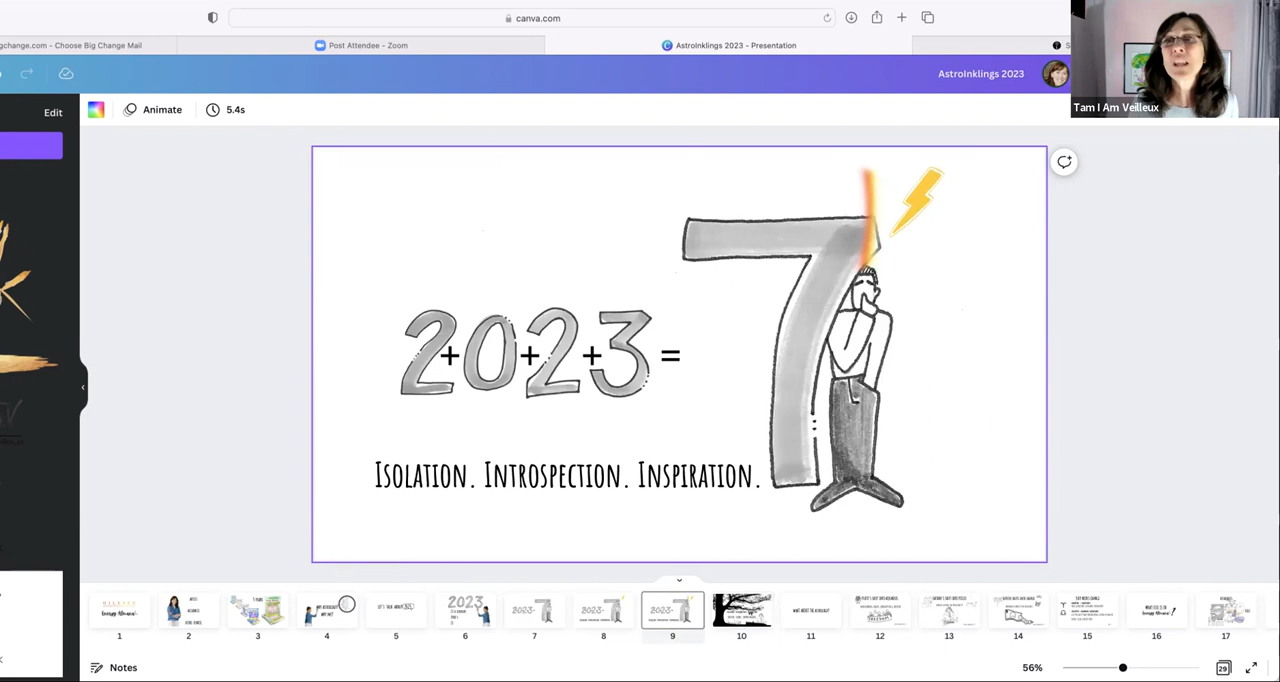 canva.com
gchange.com - Choose Big Change Mail
Post Attendee - Zoom
AstroInklings 2023 - Presentation
AstroInklings 2023
Tam I Am Veilleux
Edit
Animate
5.4s
2+0+2+3=7
Isolation. Introspection. Inspiration.
2023
1
2
3
4
5
6
7
8
9
10
11
12
13
14
15
16
17
Notes
56%
29